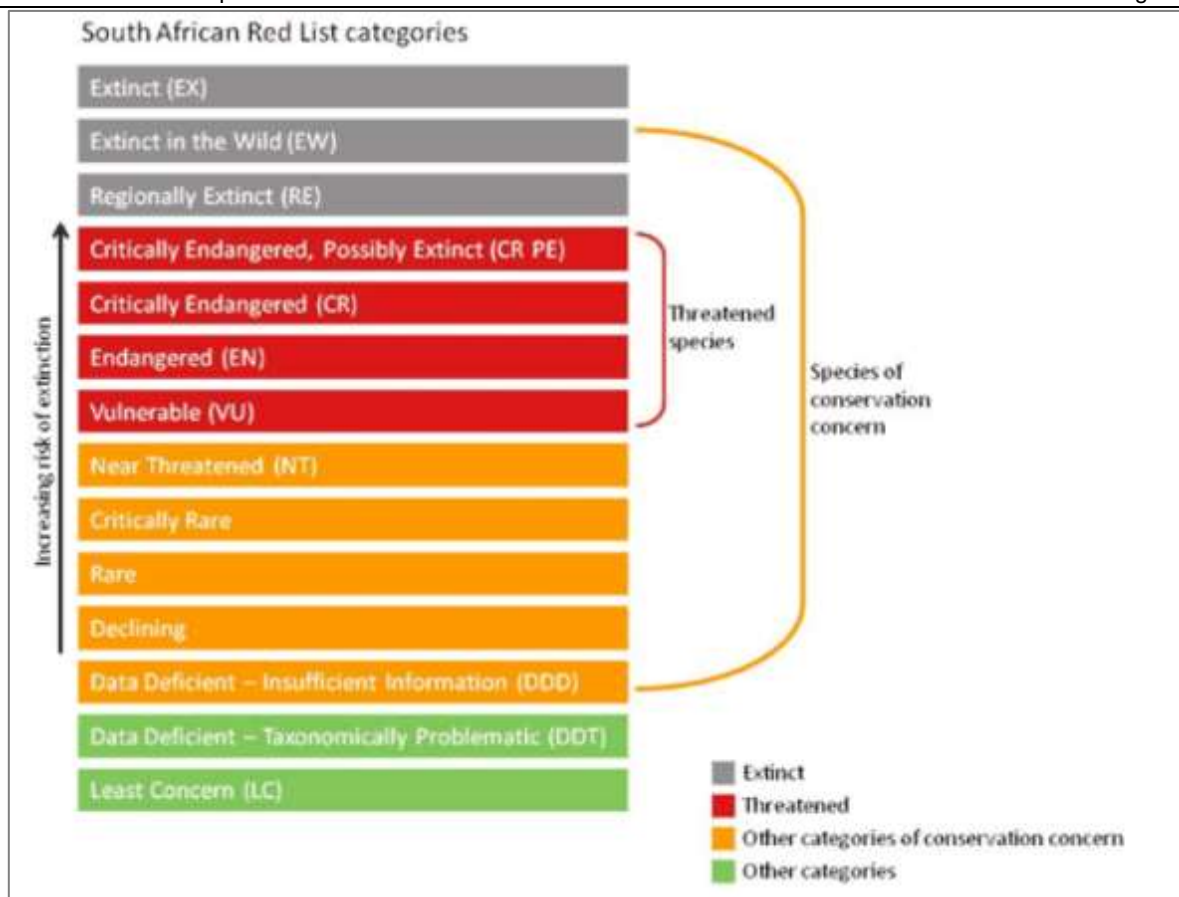 South African Red List categories
Extinct (EX)
Extinct in the Wild (EW)
Regionally Extinct (RE)
Critically Endangered, Possibly Extinct (CR PE)
Critically Endangered (CR)
Endangered (EN)
Vulnerable (VU)
Near Threatened (NT)
Critically Rare
Rare
Declining
Data Deficient – Insufficient Information (DDD)
Data Deficient – Taxonomically Problematic (DDT)
Least Concern (LC)
Increasing risk of extinction
Threatened
species
Species of
conservation
concern
Extinct
Threatened
Other categories of conservation concern
Other categories